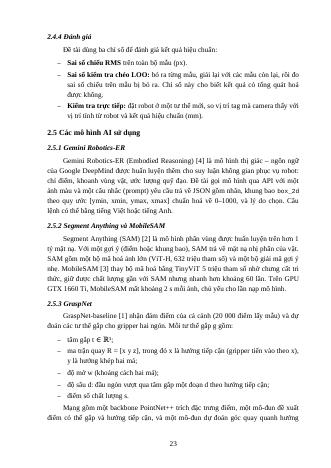 2.4.4 Đánh giá
Đề tài dùng ba chỉ số để đánh giá kết quả hiệu chuẩn:
– Sai số chiếu RMS trên toàn bộ mẫu (px).
– Sai số kiểm tra chéo LOO: bỏ ra từng mẫu, giải lại với các mẫu còn lại, rồi đo
sai số chiếu trên mẫu bị bỏ ra. Chỉ số này cho biết kết quả có tổng quát hoá
được không.
– Kiểm tra trực tiếp: đặt robot ở một tư thế mới, so vị trí tag mà camera thấy với
vị trí tính từ robot và kết quả hiệu chuẩn (mm).
2.5 Các mô hình AI sử dụng
2.5.1 Gemini Robotics-ER
Gemini Robotics-ER (Embodied Reasoning) [4] là mô hình thị giác – ngôn ngữ
của Google DeepMind được huấn luyện thêm cho suy luận không gian phục vụ robot:
chỉ điểm, khoanh vùng vật, ước lượng quỹ đạo. Đề tài gọi mô hình qua API với một
ảnh màu và một câu nhắc (prompt) yêu cầu trả về JSON gồm nhãn, khung bao box_2d
theo quy ước [ymin, xmin, ymax, xmax] chuẩn hoá về 0–1000, và lý do chọn. Câu
lệnh có thể bằng tiếng Việt hoặc tiếng Anh.
2.5.2 Segment Anything và MobileSAM
Segment Anything (SAM) [2] là mô hình phân vùng được huấn luyện trên hơn 1
tỷ mặt nạ. Với một gợi ý (điểm hoặc khung bao), SAM trả về mặt nạ nhị phân của vật.
SAM gồm một bộ mã hoá ảnh lớn (ViT-H, 632 triệu tham số) và một bộ giải mã gợi ý
nhẹ. MobileSAM [3] thay bộ mã hoá bằng TinyViT 5 triệu tham số nhờ chưng cất tri
thức, giữ được chất lượng gần với SAM nhưng nhanh hơn khoảng 60 lần. Trên GPU
GTX 1660 Ti, MobileSAM mất khoảng 2 s mỗi ảnh, chủ yếu cho lần nạp mô hình.
2.5.3 GraspNet
GraspNet-baseline [1] nhận đám điểm của cả cảnh (20 000 điểm lấy mẫu) và dự
đoán các tư thế gắp cho gripper hai ngón. Mỗi tư thế gắp g gồm:
– tâm gắp t ∈ ℝ³;
– ma trận quay R = [x y z], trong đó x là hướng tiếp cận (gripper tiến vào theo x),
y là hướng khép hai má;
– độ mở w (khoảng cách hai má);
– độ sâu d: đầu ngón vượt qua tâm gắp một đoạn d theo hướng tiếp cận;
– điểm số chất lượng s.
Mạng gồm một backbone PointNet++ trích đặc trưng điểm, một mô-đun đề xuất
điểm có thể gắp và hướng tiếp cận, và một mô-đun dự đoán góc quay quanh hướng
23